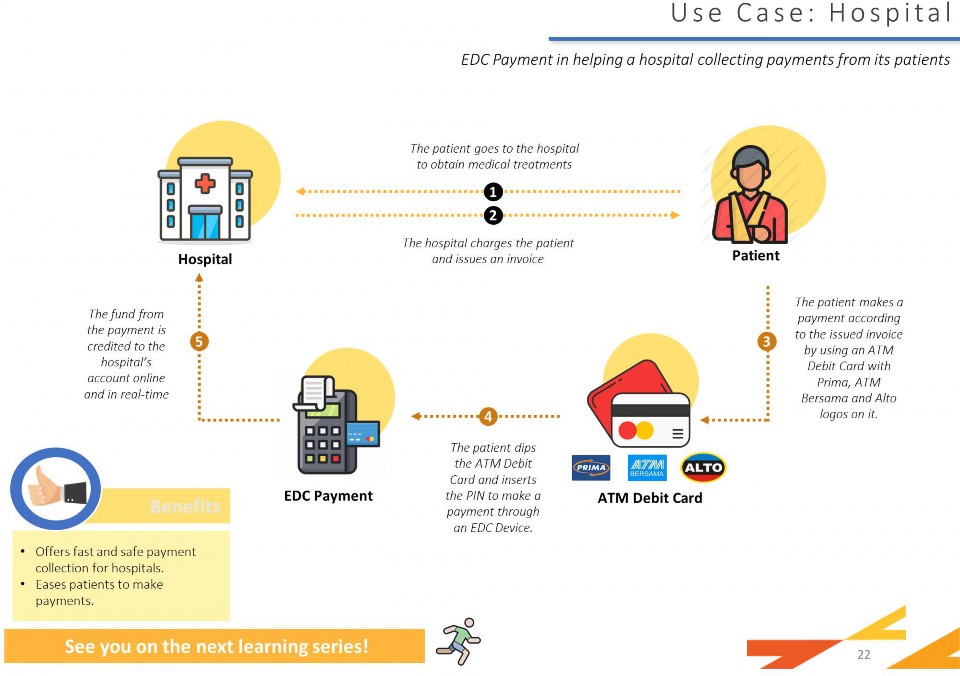 Use Case: Hospital
EDC Payment in helping a hospital collecting payments from its patients
The patient goes to the hospital
to obtain medical treatments
1
2
The hospital charges the patient
and issues an invoice
Hospital
Patient
The fund from
the payment is
credited to the
hospital's
account online
and in real-time
5
The patient makes a
payment according
to the issued invoice
by using an ATM
Debit Card with
Prima, ATM
Bersama and Alto
logos on it.
3
4
The patient dips
the ATM Debit
Card and inserts
the PIN to make a
payment through
an EDC Device.
EDC Payment
PRIMA
ATM
BERSAMA
ALTO
ATM Debit Card
Benefits
• Offers fast and safe payment
collection for hospitals.
• Eases patients to make
payments.
See you on the next learning series!
22